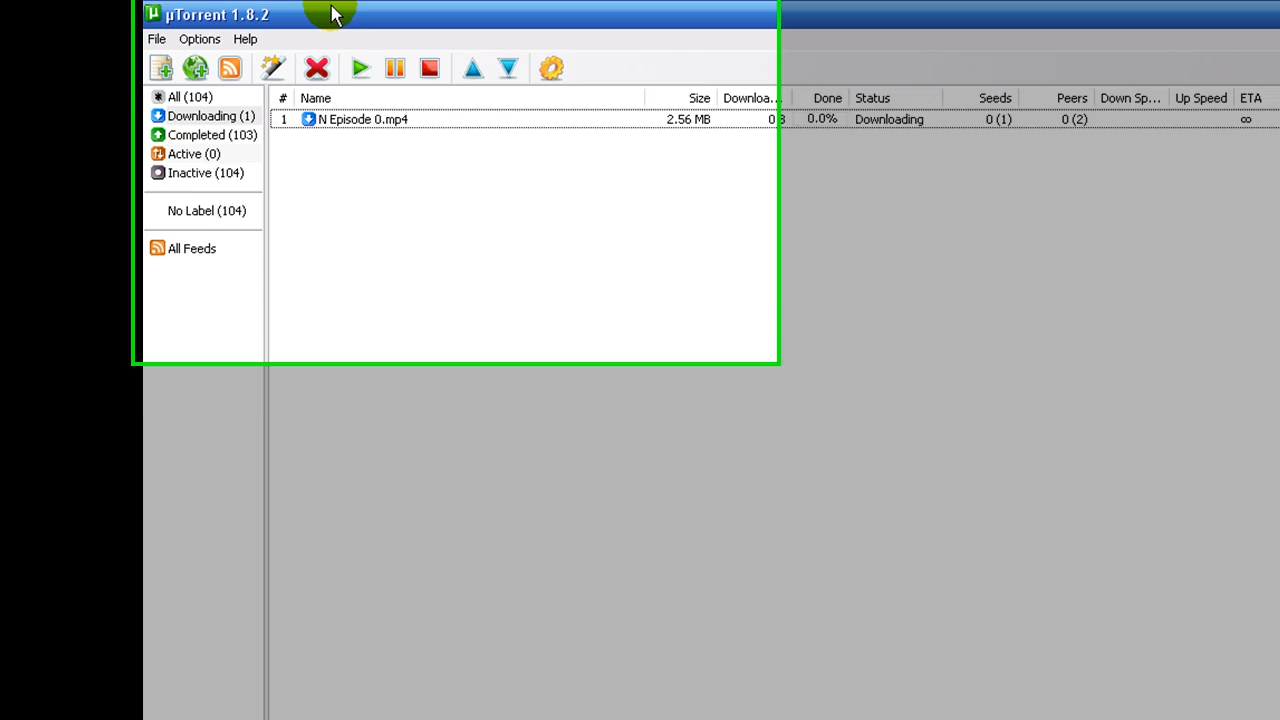 µTorrent 1.8.2
File Options Help
All (104)
Downloading (1)
Completed (103)
Active (0)
Inactive (104)
No Label (104)
All Feeds
# Name Size Downloa... Done Status Seeds Peers Down Sp... Up Speed ETA
1 N Episode 0.mp4 2.56 MB 0.0% Downloading 0 (1) 0 (2) ∞